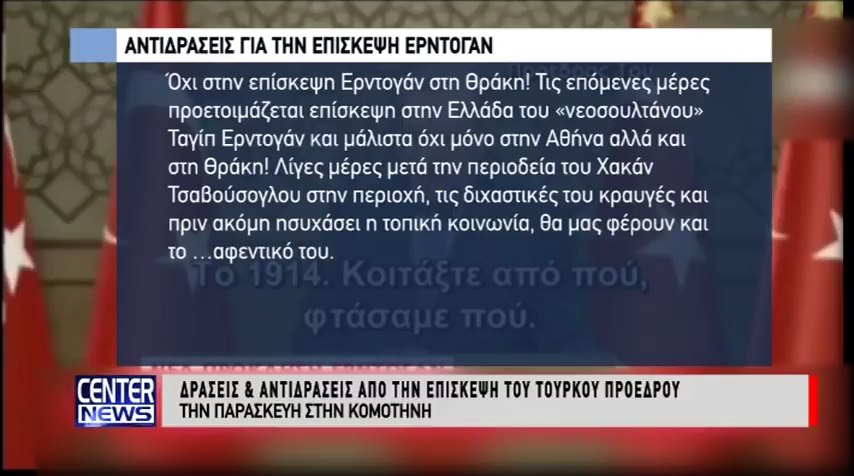 ΑΝΤΙΔΡΑΣΕΙΣ ΓΙΑ ΤΗΝ ΕΠΙΣΚΕΨΗ ΕΡΝΤΟΓΑΝ
Όχι στην επίσκεψη Ερντογάν στη Θράκη! Τις επόμενες μέρες
προετοιμάζεται επίσκεψη στην Ελλάδα του «νεοσουλτάνου»
Ταγίπ Ερντογάν και μάλιστα όχι μόνο στην Αθήνα αλλά και
στη Θράκη! Λίγες μέρες μετά την περιοδεία του Χακάν
Τσαβούσογλου στην περιοχή, τις διχαστικές του κραυγές και
πριν ακόμη ησυχάσει η τοπική κοινωνία, θα μας φέρουν και
το ...αφεντικό του.
Το 1914. Κοιτάξτε από πού,
φτάσαμε πού.
CENTER
NEWS
ΔΡΑΣΕΙΣ & ΑΝΤΙΔΡΑΣΕΙΣ ΑΠΟ ΤΗΝ ΕΠΙΣΚΕΨΗ ΤΟΥ ΤΟΥΡΚΟΥ ΠΡΟΕΔΡΟΥ
ΤΗΝ ΠΑΡΑΣΚΕΥΗ ΣΤΗΝ ΚΟΜΟΤΗΝΗ